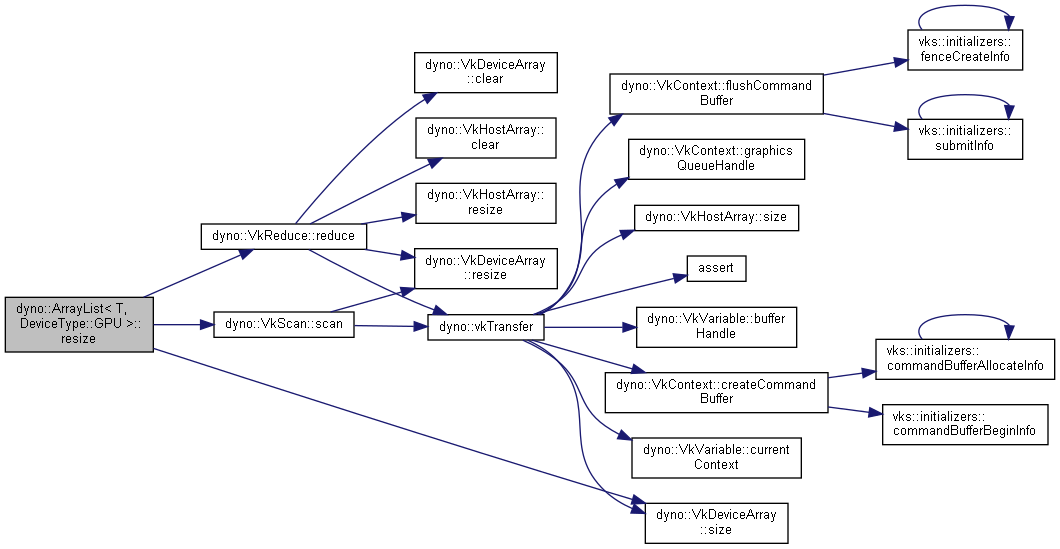 dyno::ArrayList< T,
DeviceType::GPU >::
resize
dyno::VkReduce::reduce
dyno::VkScan::scan
dyno::VkDeviceArray
::clear
dyno::VkHostArray::
clear
dyno::VkHostArray::
resize
dyno::VkDeviceArray
::resize
dyno::vkTransfer
dyno::VkContext::flushCommand
Buffer
dyno::VkContext::graphics
QueueHandle
dyno::VkHostArray::size
assert
dyno::VkVariable::buffer
Handle
dyno::VkContext::createCommand
Buffer
dyno::VkVariable::current
Context
dyno::VkDeviceArray
::size
vks::initializers::
fenceCreateInfo
vks::initializers::
submitInfo
vks::initializers::
commandBufferAllocateInfo
vks::initializers::
commandBufferBeginInfo